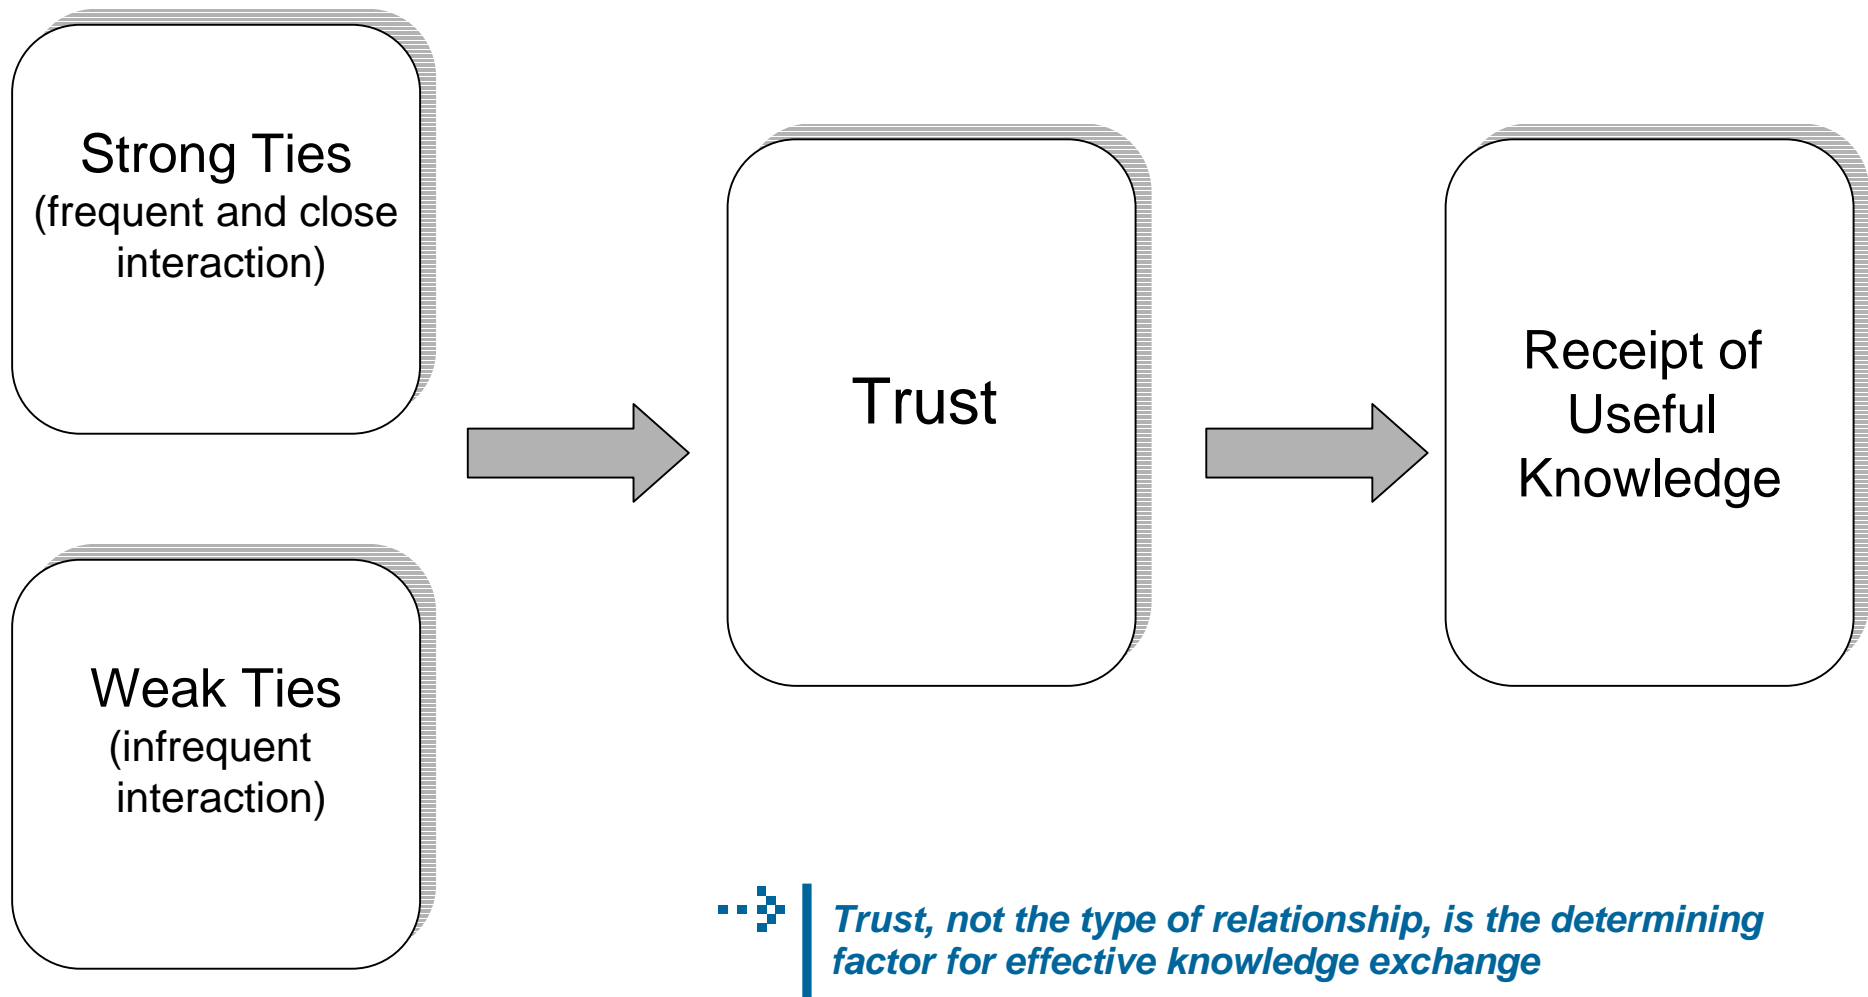 Strong Ties
(frequent and close
interaction)
Weak Ties
(infrequent
interaction)
Trust
Receipt of
Useful
Knowledge
Trust, not the type of relationship, is the determining
factor for effective knowledge exchange